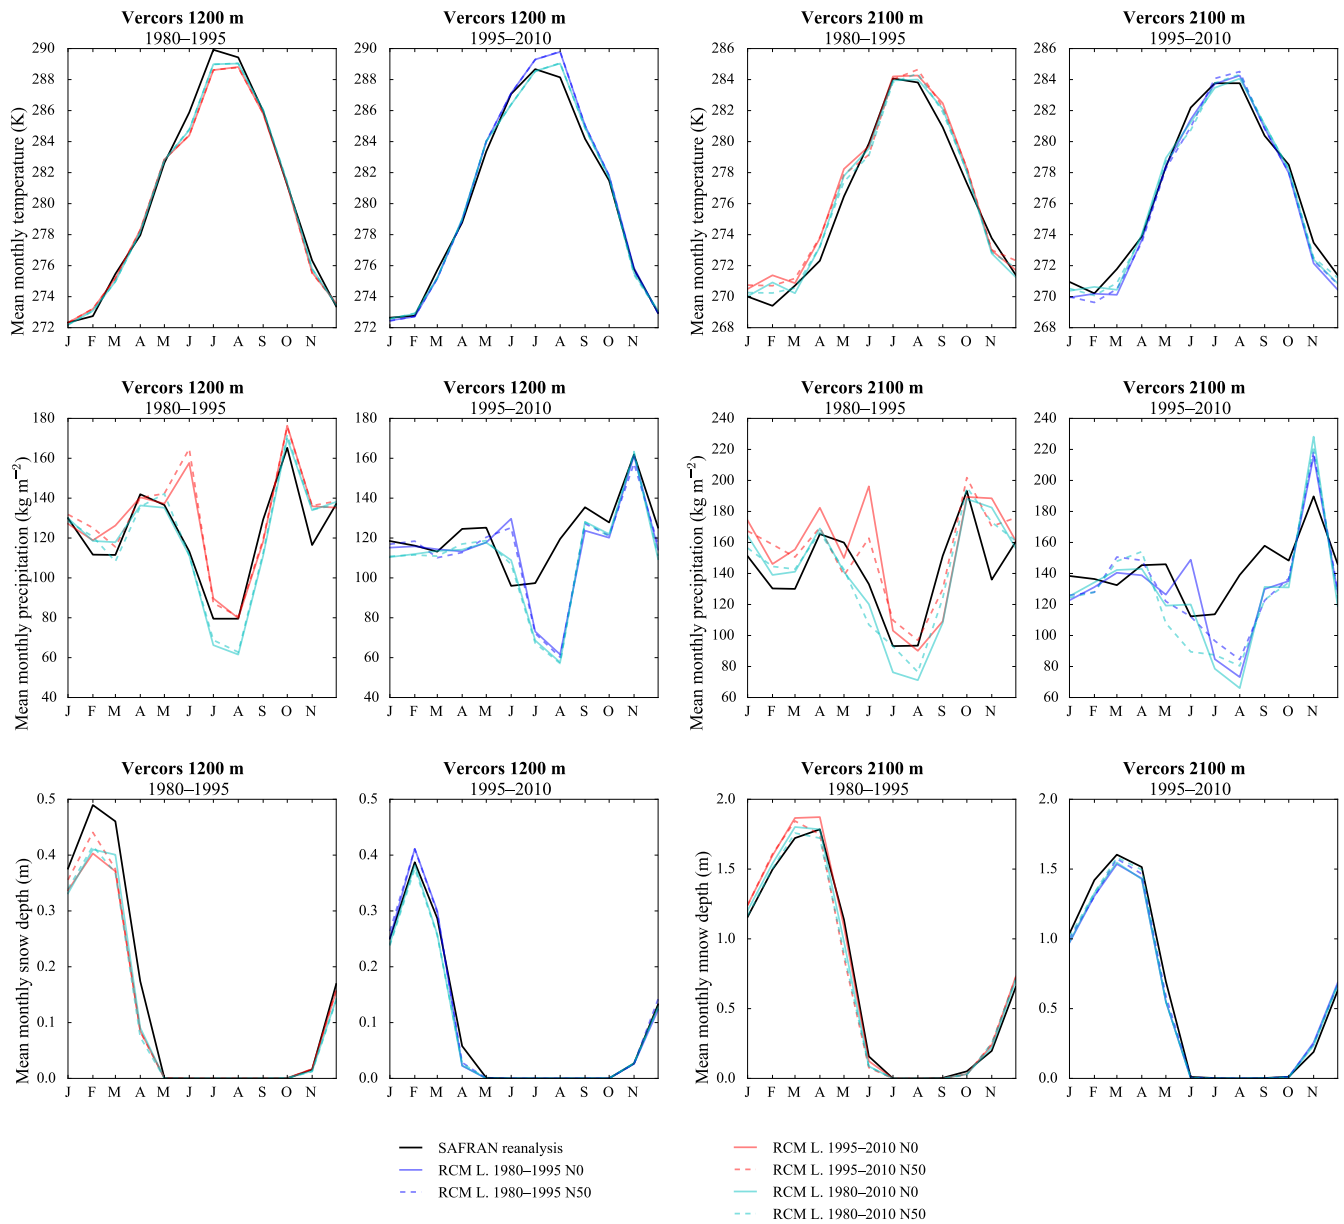 Vercors 1200 m
1980–1995
Vercors 1200 m
1995–2010
Vercors 2100 m
1980–1995
Vercors 2100 m
1995–2010
Mean monthly temperature (K)
290
288
286
284
282
280
278
276
274
272
J F M A M J J A S O N
290
288
286
284
282
280
278
276
274
272
J F M A M J J A S O N
Mean monthly temperature (K)
286
284
282
280
278
276
274
272
270
268
J F M A M J J A S O N
286
284
282
280
278
276
274
272
270
268
J F M A M J J A S O N
Vercors 1200 m
1980–1995
Vercors 1200 m
1995–2010
Vercors 2100 m
1980–1995
Vercors 2100 m
1995–2010
Mean monthly precipitation (kg m−2)
180
160
140
120
100
80
60
40
J F M A M J J A S O N
180
160
140
120
100
80
60
40
J F M A M J J A S O N
Mean monthly precipitation (kg m−2)
240
220
200
180
160
140
120
100
80
60
J F M A M J J A S O N
240
220
200
180
160
140
120
100
80
60
J F M A M J J A S O N
Vercors 1200 m
1980–1995
Vercors 1200 m
1995–2010
Vercors 2100 m
1980–1995
Vercors 2100 m
1995–2010
Mean monthly snow depth (m)
0.5
0.4
0.3
0.2
0.1
0.0
J F M A M J J A S O N
0.5
0.4
0.3
0.2
0.1
0.0
J F M A M J J A S O N
Mean monthly mnow depth (m)
2.0
1.5
1.0
0.5
0.0
J F M A M J J A S O N
2.0
1.5
1.0
0.5
0.0
J F M A M J J A S O N
SAFRAN reanalysis
RCM L. 1980–1995 N0
RCM L. 1980–1995 N50
RCM L. 1995–2010 N0
RCM L. 1995–2010 N50
RCM L. 1980–2010 N0
RCM L. 1980–2010 N50